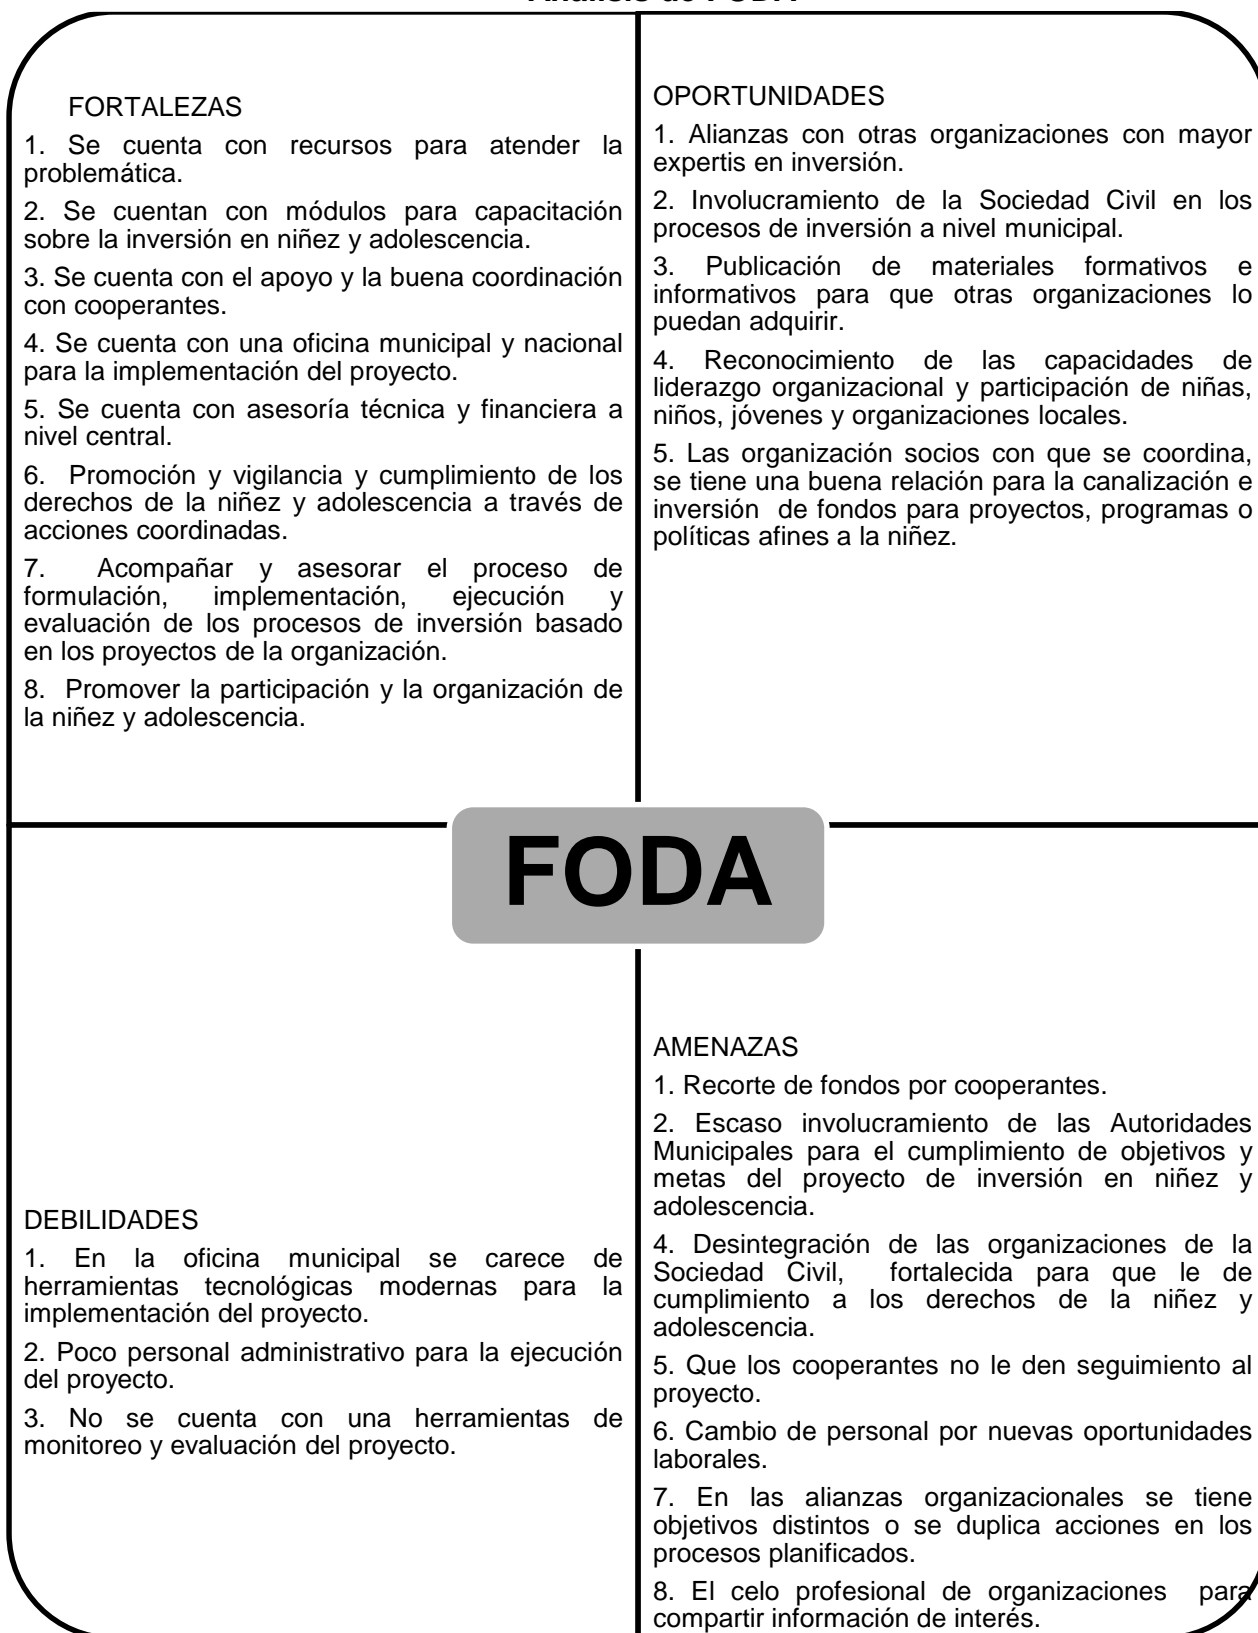 Análisis de FODA
FORTALEZAS
1. Se cuenta con recursos para atender la
problemática.
2. Se cuentan con módulos para capacitación
sobre la inversión en niñez y adolescencia.
3. Se cuenta con el apoyo y la buena coordinación
con cooperantes.
4. Se cuenta con una oficina municipal y nacional
para la implementación del proyecto.
5. Se cuenta con asesoría técnica y financiera a
nivel central.
6. Promoción y vigilancia y cumplimiento de los
derechos de la niñez y adolescencia a través de
acciones coordinadas.
7. Acompañar y asesorar el proceso de
formulación, implementación, ejecución y
evaluación de los procesos de inversión basado
en los proyectos de la organización.
8. Promover la participación y la organización de
la niñez y adolescencia.
OPORTUNIDADES
1. Alianzas con otras organizaciones con mayor
expertis en inversión.
2. Involucramiento de la Sociedad Civil en los
procesos de inversión a nivel municipal.
3. Publicación de materiales formativos e
informativos para que otras organizaciones lo
puedan adquirir.
4. Reconocimiento de las capacidades de
liderazgo organizacional y participación de niñas,
niños, jóvenes y organizaciones locales.
5. Las organización socios con que se coordina,
se tiene una buena relación para la canalización e
inversión de fondos para proyectos, programas o
políticas afines a la niñez.
FODA
DEBILIDADES
1. En la oficina municipal se carece de
herramientas tecnológicas modernas para la
implementación del proyecto.
2. Poco personal administrativo para la ejecución
del proyecto.
3. No se cuenta con una herramientas de
monitoreo y evaluación del proyecto.
AMENAZAS
1. Recorte de fondos por cooperantes.
2. Escaso involucramiento de las Autoridades
Municipales para el cumplimiento de objetivos y
metas del proyecto de inversión en niñez y
adolescencia.
4. Desintegración de las organizaciones de la
Sociedad Civil, fortalecida para que le de
cumplimiento a los derechos de la niñez y
adolescencia.
5. Que los cooperantes no le den seguimiento al
proyecto.
6. Cambio de personal por nuevas oportunidades
laborales.
7. En las alianzas organizacionales se tiene
objetivos distintos o se duplica acciones en los
procesos planificados.
8. El celo profesional de organizaciones para
compartir información de interés.